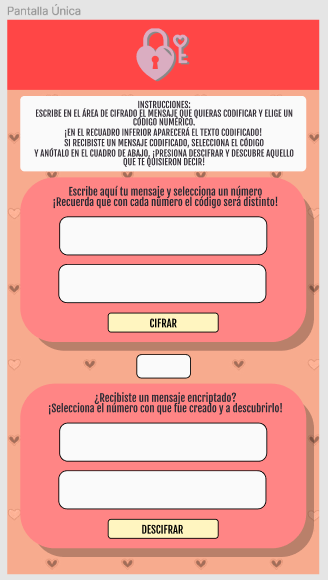 Pantalla Única
INSTRUCCIONES:
ESCRIBE EN EL ÁREA DE CIFRADO EL MENSAJE QUE QUIERAS CODIFICAR Y ELIGE UN
CÓDIGO NUMÉRICO.
¡EN EL RECUADRO INFERIOR APARECERÁ EL TEXTO CODIFICADO!
SI RECIBISTE UN MENSAJE CODIFICADO, SELECCIONA EL CÓDIGO
Y ANÓTALO EN EL CUADRO DE ABAJO, ¡PRESIONA DESCIFRAR Y DESCUBRE AQUELLO
QUE TE QUISIERON DECIR!
Escribe aquí tu mensaje y selecciona un número
¡Recuerda que con cada número el código será distinto!
CIFRAR
¿Recibiste un mensaje encriptado?
¡Selecciona el número con que fue creado y a descubrirlo!
DESCIFRAR